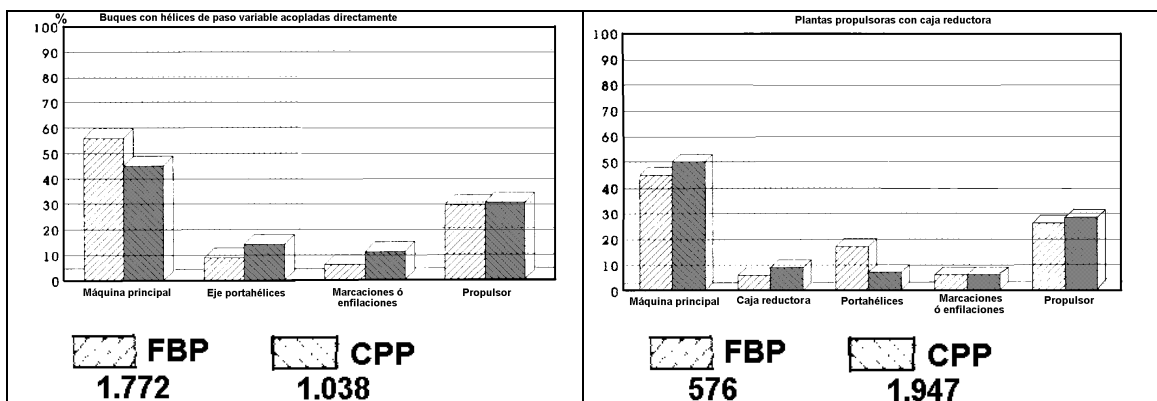 Buques con hélices de paso variable acopladas directamente
%
100
90
80
70
60
50
40
30
20
10
0
Máquina principal
Eje portahélices
Marcaciones ó
enfilaciones
Propulsor
FBP
CPP
1.772
1.038
Plantas propulsoras con caja reductora
100
90
80
70
60
50
40
30
20
10
0
Máquina principal
Caja reductora
Portahélices
Marcaciones
ó enfilaciones
Propulsor
FBP
CPP
576
1.947